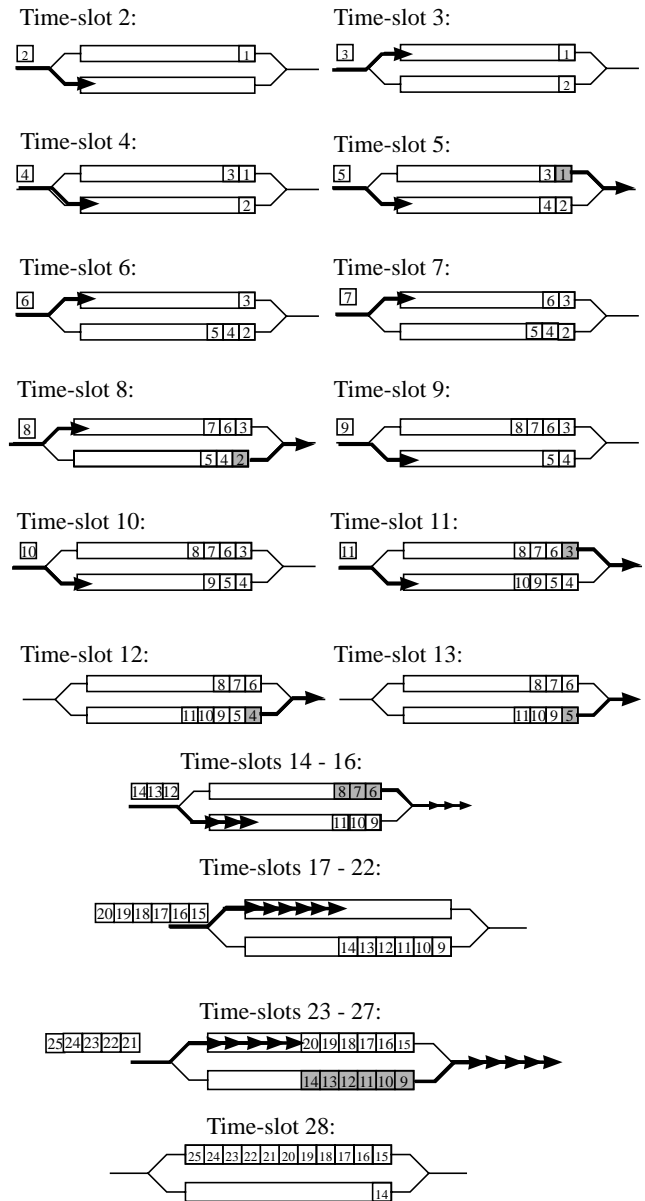 Time-slot 2: Time-slot 3:
2 1 3 1
2
Time-slot 4: Time-slot 5:
4 3 1 5 3 1
2 4 2
Time-slot 6: Time-slot 7:
6 3 7 6 3
5 4 2 5 4 2
Time-slot 8: Time-slot 9:
8 7 6 3 9 8 7 6 3
5 4 2 5 4
Time-slot 10: Time-slot 11:
10 8 7 6 3 11 8 7 6 3
9 5 4 10 9 5 4
Time-slot 12: Time-slot 13:
8 7 6 8 7 6
11 10 9 5 4 11 10 9 5
Time-slots 14 - 16:
14 13 12 8 7 6
11 10 9
Time-slots 17 - 22:
20 19 18 17 16 15
14 13 12 11 10 9
Time-slots 23 - 27:
25 24 23 22 21 20 19 18 17 16 15
14 13 12 11 10 9
Time-slot 28:
25 24 23 22 21 20 19 18 17 16 15
14